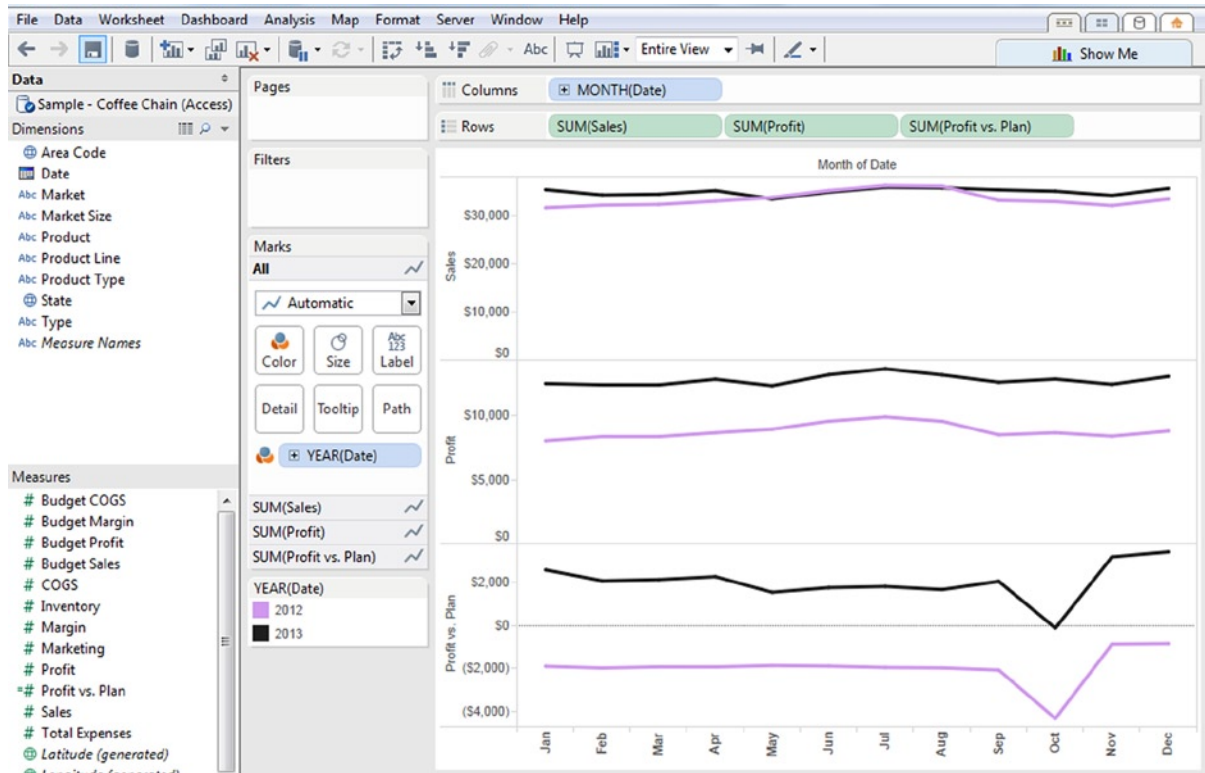 File Data Worksheet Dashboard Analysis Map Format Server Window Help
Abc Entire View Show Me
Data
Sample - Coffee Chain (Access)
Dimensions
Area Code
Date
Abc Market
Abc Market Size
Abc Product
Abc Product Line
Abc Product Type
State
Abc Type
Abc Measure Names
Measures
# Budget COGS
# Budget Margin
# Budget Profit
# Budget Sales
# COGS
# Inventory
# Margin
# Marketing
# Profit
=# Profit vs. Plan
# Sales
# Total Expenses
Latitude (generated)
Pages
Filters
Marks
All
Automatic
Color Size Abc 123 Label
Detail Tooltip Path
YEAR(Date)
SUM(Sales)
SUM(Profit)
SUM(Profit vs. Plan)
YEAR(Date)
2012
2013
Columns MONTH(Date)
Rows SUM(Sales) SUM(Profit) SUM(Profit vs. Plan)
Month of Date
Sales
$30,000
$20,000
$10,000
$0
Profit
$10,000
$5,000
$0
Profit vs. Plan
$2,000
$0
($2,000)
($4,000)
Jan Feb Mar Apr May Jun Jul Aug Sep Oct Nov Dec